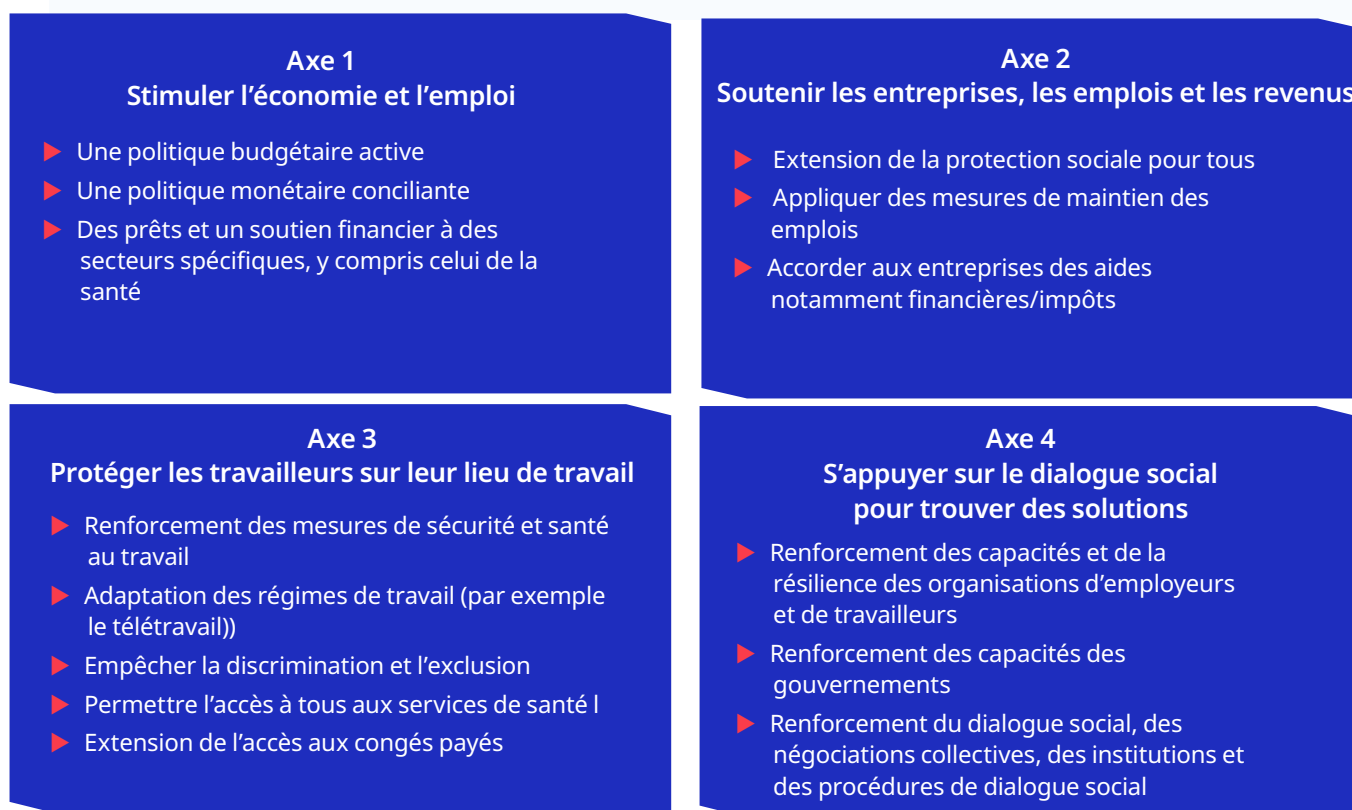 Axe 1
Stimuler l’économie et l’emploi
▶ Une politique budgétaire active
▶ Une politique monétaire conciliante
▶ Des prêts et un soutien financier à des
secteurs spécifiques, y compris celui de la
santé
Axe 2
Soutenir les entreprises, les emplois et les revenus
▶ Extension de la protection sociale pour tous
▶ Appliquer des mesures de maintien des
emplois
▶ Accorder aux entreprises des aides
notamment financières/impôts
Axe 3
Protéger les travailleurs sur leur lieu de travail
▶ Renforcement des mesures de sécurité et santé
au travail
▶ Adaptation des régimes de travail (par exemple
le télétravail))
▶ Empêcher la discrimination et l’exclusion
▶ Permettre l’accès à tous aux services de santé l
▶ Extension de l’accès aux congés payés
Axe 4
S’appuyer sur le dialogue social
pour trouver des solutions
▶ Renforcement des capacités et de la
résilience des organisations d’employeurs
et de travailleurs
▶ Renforcement des capacités des
gouvernements
▶ Renforcement du dialogue social, des
négociations collectives, des institutions et
des procédures de dialogue social